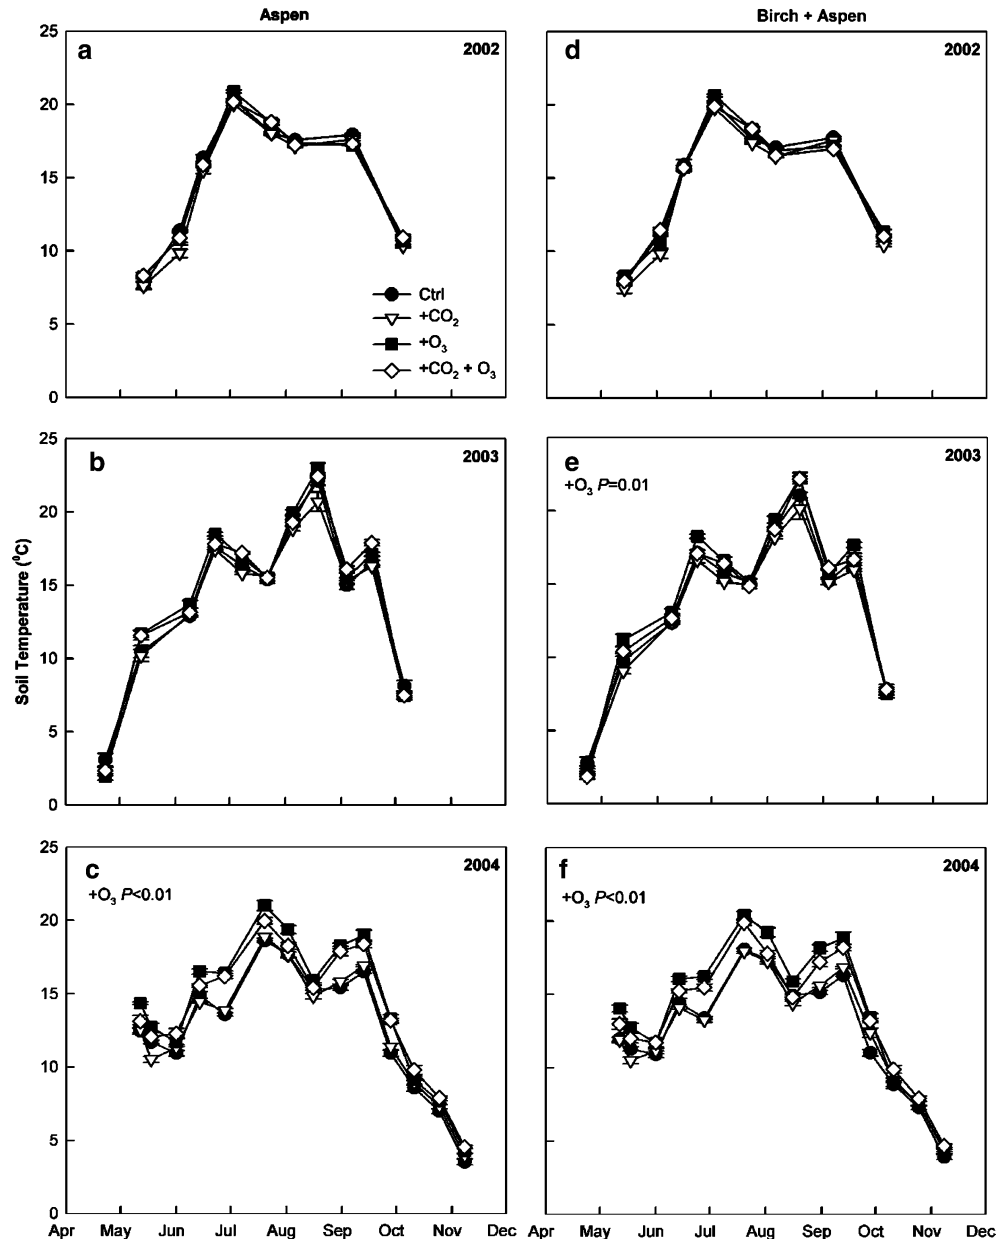 Aspen
Birch + Aspen
a
2002
25
20
15
10
5
0
Ctrl
+CO₂
+O₃
+CO₂ + O₃
d
2002
Soil Temperature (⁰C)
b
2003
25
20
15
10
5
0
e
2003
+O₃ P=0.01
c
2004
+O₃ P<0.01
25
20
15
10
5
0
Apr May Jun Jul Aug Sep Oct Nov Dec
f
2004
+O₃ P<0.01
Apr May Jun Jul Aug Sep Oct Nov Dec